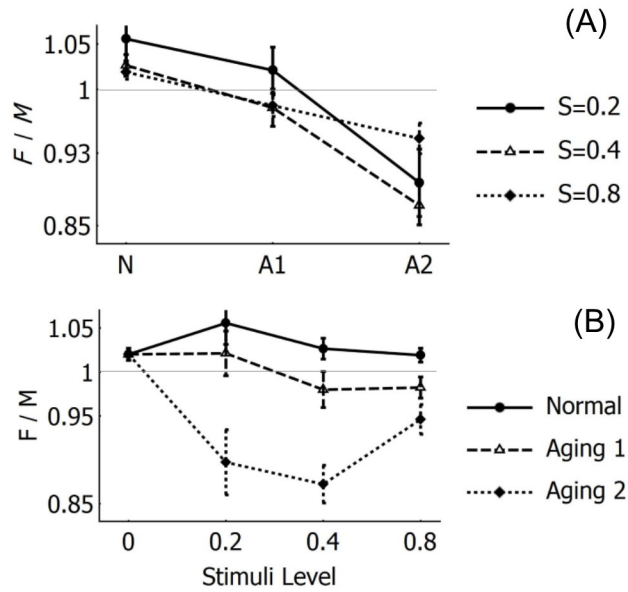 (A)
1.05
1
0.93
0.85
F / M
N A1 A2
S=0.2
S=0.4
S=0.8
(B)
1.05
1
0.95
0.85
F / M
0 0.2 0.4 0.8
Stimuli Level
Normal
Aging 1
Aging 2